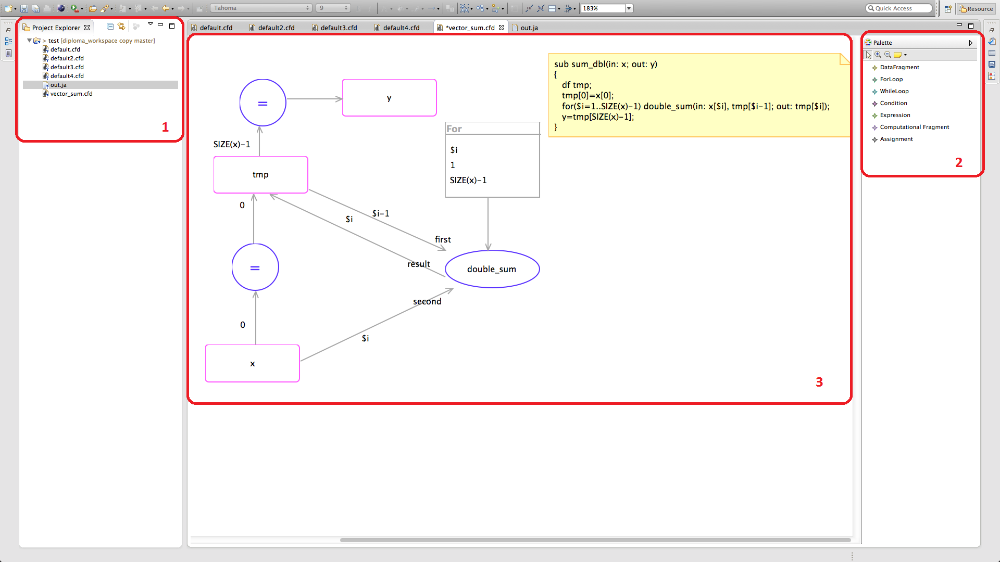 Tahoma
9
183%
Quick Access
Resource
Project Explorer
default.cfd
default2.cfd
default3.cfd
default4.cfd
*vector_sum.cfd
out.ja
> test [diploma_workspace copy master]
default.cfd
default2.cfd
default3.cfd
default4.cfd
out.ja
vector_sum.cfd
1
=
y
SIZE(x)-1
tmp
0
$i-1
$i
first
result
=
0
x
$i
second
double_sum
For
$i
1
SIZE(x)-1
sub sum_dbl(in: x; out: y)
{
df tmp;
tmp[0]=x[0];
for($i=1..SIZE(x)-1) double_sum(in: x[$i], tmp[$i-1]; out: tmp[$i]);
y=tmp[SIZE(x)-1];
}
3
Palette
DataFragment
ForLoop
WhileLoop
Condition
Expression
Computational Fragment
Assignment
2